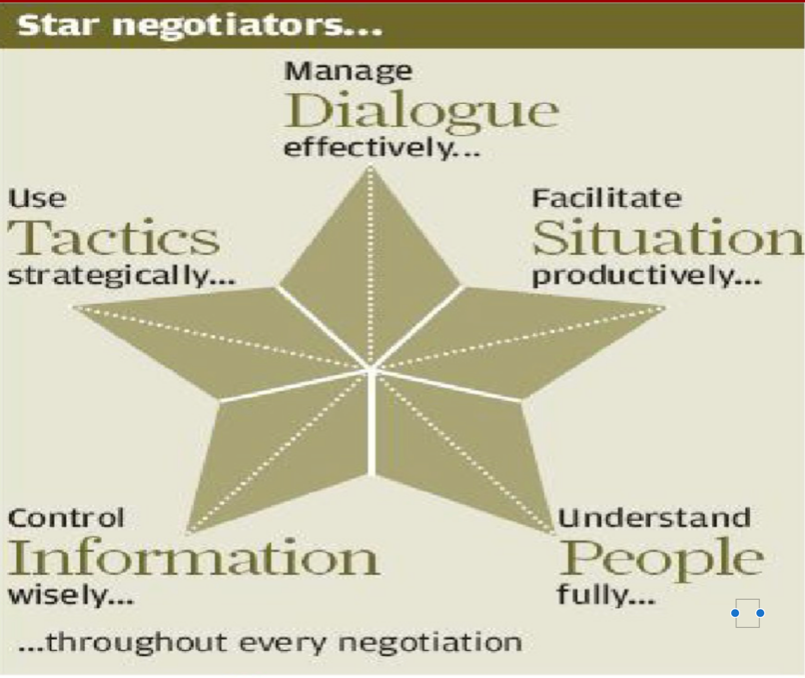 Star negotiators...
Manage
Dialogue
effectively...
Use
Tactics
strategically...
Facilitate
Situation
productively...
Control
Information
wisely...
Understand
People
fully...
...throughout every negotiation